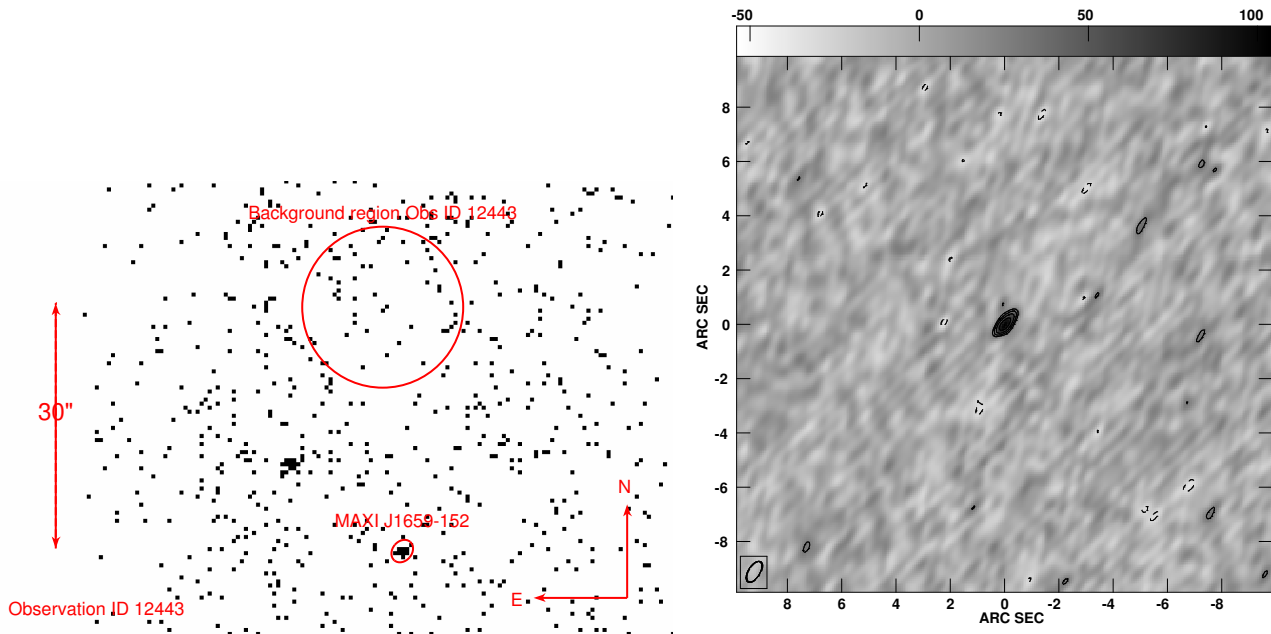 Background region Obs ID 12443
30"
MAXI J1659-152
N
E
Observation ID 12443
-50 0 50 100
8
6
4
2
0
-2
-4
-6
-8
ARC SEC
8 6 4 2 0 -2 -4 -6 -8
ARC SEC